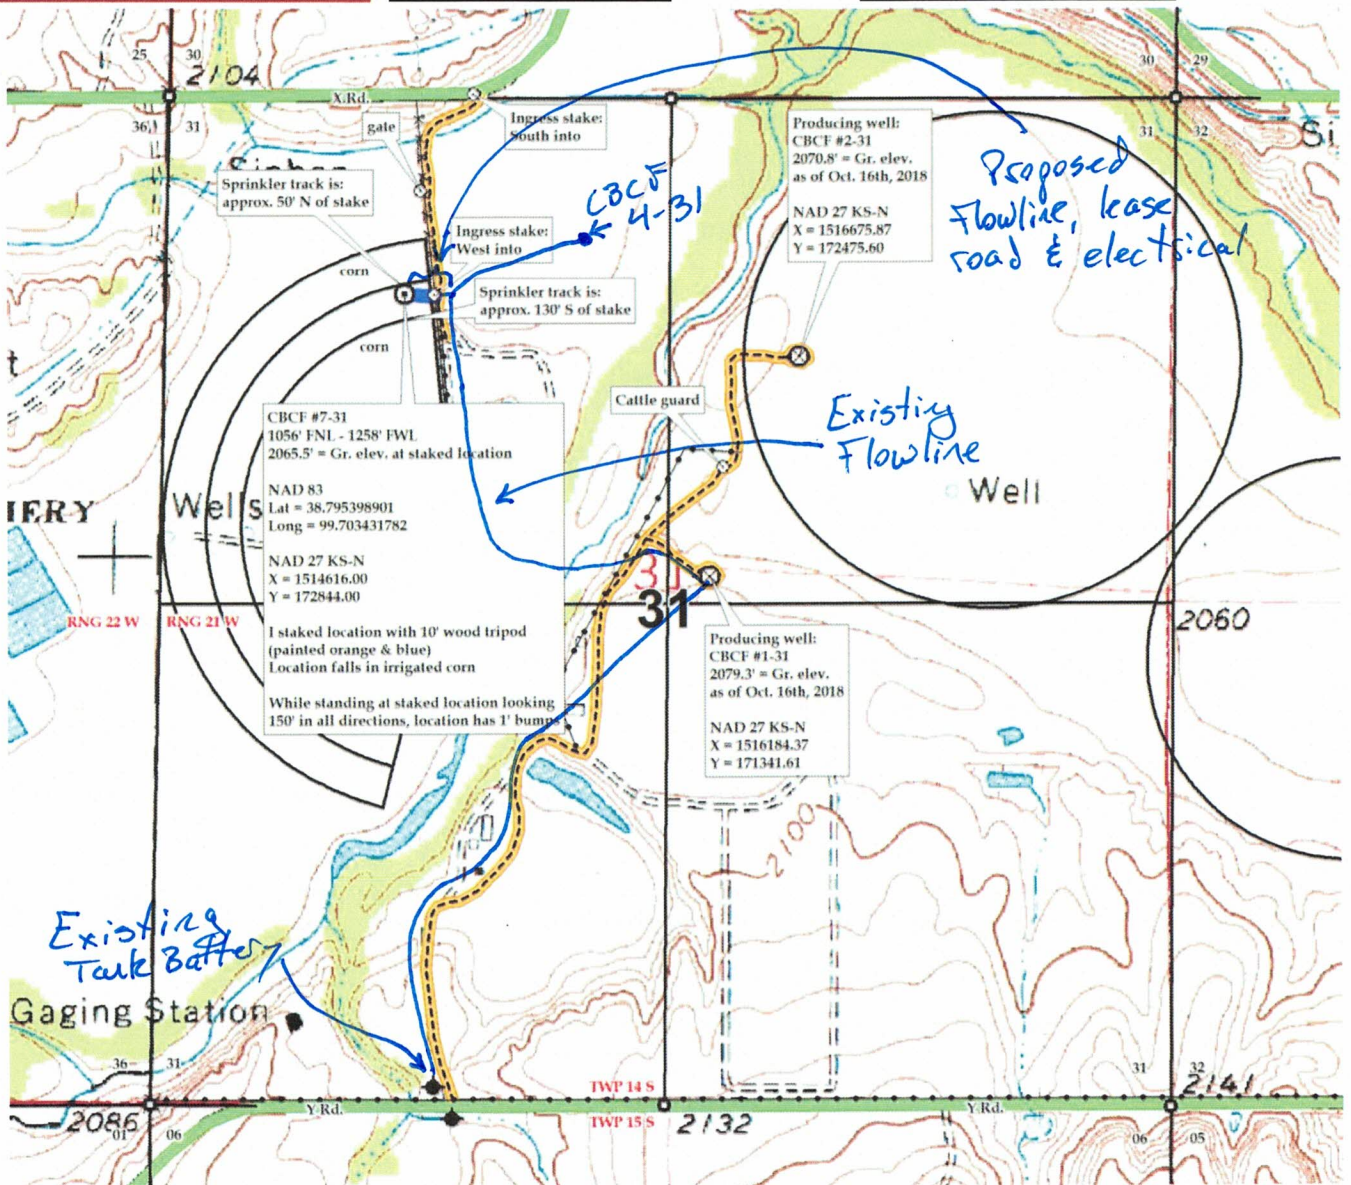 25
30
2104
30
29
X Rd.
36
31
gate
Ingress stake:
South into
Producing well:
CBCF #2-31
2070.8' = Gr. elev.
as of Oct. 16th, 2018
NAD 27 KS-N
X = 1516675.87
Y = 172475.60
31
32
Si
Proposed
Flowline, lease
road & electrical
Sprinkler track is:
approx. 50' N of stake
CBCF
4-31
Ingress stake:
West into
corn
Sprinkler track is:
approx. 130' S of stake
corn
t
Cattle guard
Existing
Flowline
CBCF #7-31
1056' FNL - 1258' FWL
2065.5' = Gr. elev. at staked location
NAD 83
Lat = 38.795398901
Long = 99.703431782
NAD 27 KS-N
X = 1514616.00
Y = 172844.00
I staked location with 10' wood tripod
(painted orange & blue)
Location falls in irrigated corn
While standing at staked location looking
150' in all directions, location has 1' bumps
IERY
Wells
Well
31
31
RNG 22 W
RNG 21 W
2060
Producing well:
CBCF #1-31
2079.3' = Gr. elev.
as of Oct. 16th, 2018
NAD 27 KS-N
X = 1516184.37
Y = 171341.61
2100
Existing
Tank Battery
Gaging Station
36
31
31
32
TWP 14 S
2141
2086
Y Rd.
Y Rd.
TWP 15 S
2132
01
06
06
05